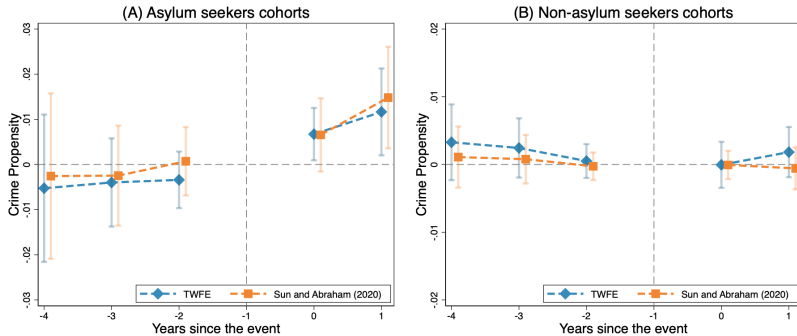 (A) Asylum seekers cohorts
Crime Propensity
.03
.02
.01
0
-.01
-.02
-.03
-4
-3
-2
-1
0
1
TWFE
Sun and Abraham (2020)
Years since the event
(B) Non-asylum seekers cohorts
Crime Propensity
.02
.01
0
-.01
-.02
-4
-3
-2
-1
0
1
TWFE
Sun and Abraham (2020)
Years since the event